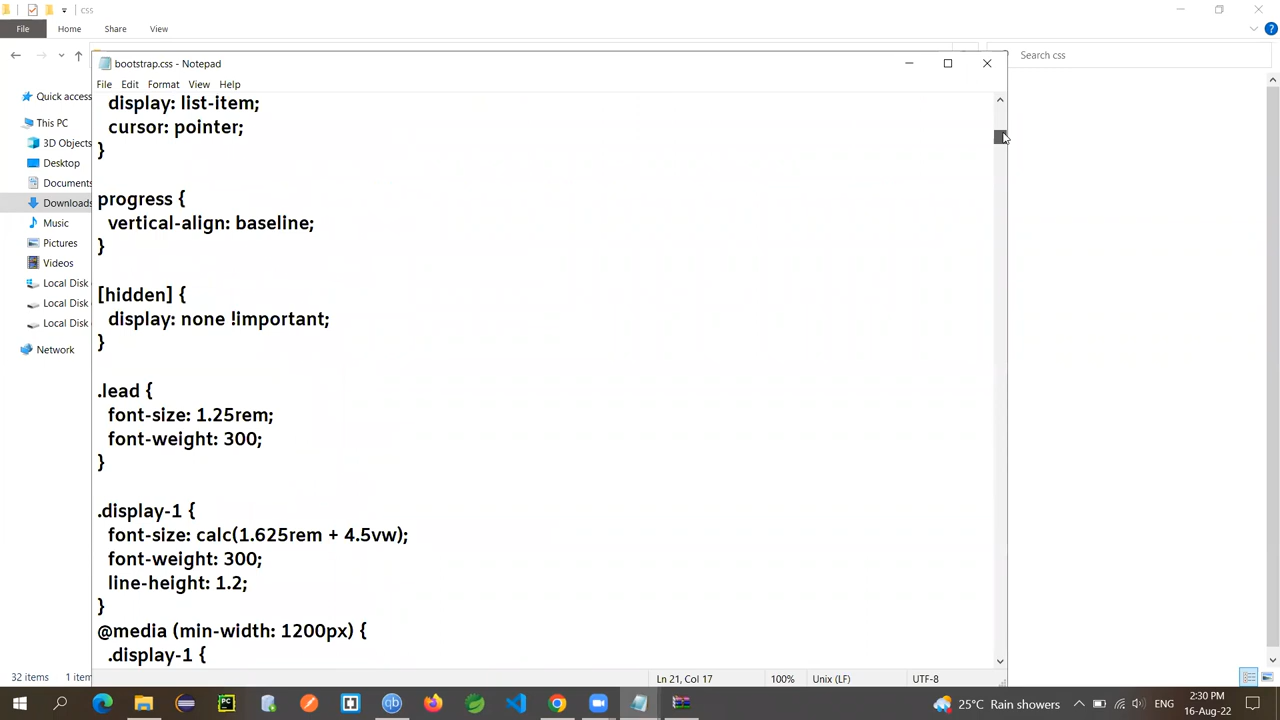 css
File
Home
Share
View
Search css
bootstrap.css - Notepad
File
Edit
Format
View
Help
Quick access
This PC
3D Objects
Desktop
Documents
Downloads
Music
Pictures
Videos
Local Disk
Local Disk
Local Disk
Network
display: list-item;
cursor: pointer;
}
progress {
vertical-align: baseline;
}
[hidden] {
display: none !important;
}
.lead {
font-size: 1.25rem;
font-weight: 300;
}
.display-1 {
font-size: calc(1.625rem + 4.5vw);
font-weight: 300;
line-height: 1.2;
}
@media (min-width: 1200px) {
.display-1 {
32 items
1 item
Ln 21, Col 17
100%
Unix (LF)
UTF-8
PC
qb
25°C Rain showers
ENG
2:30 PM
16-Aug-22